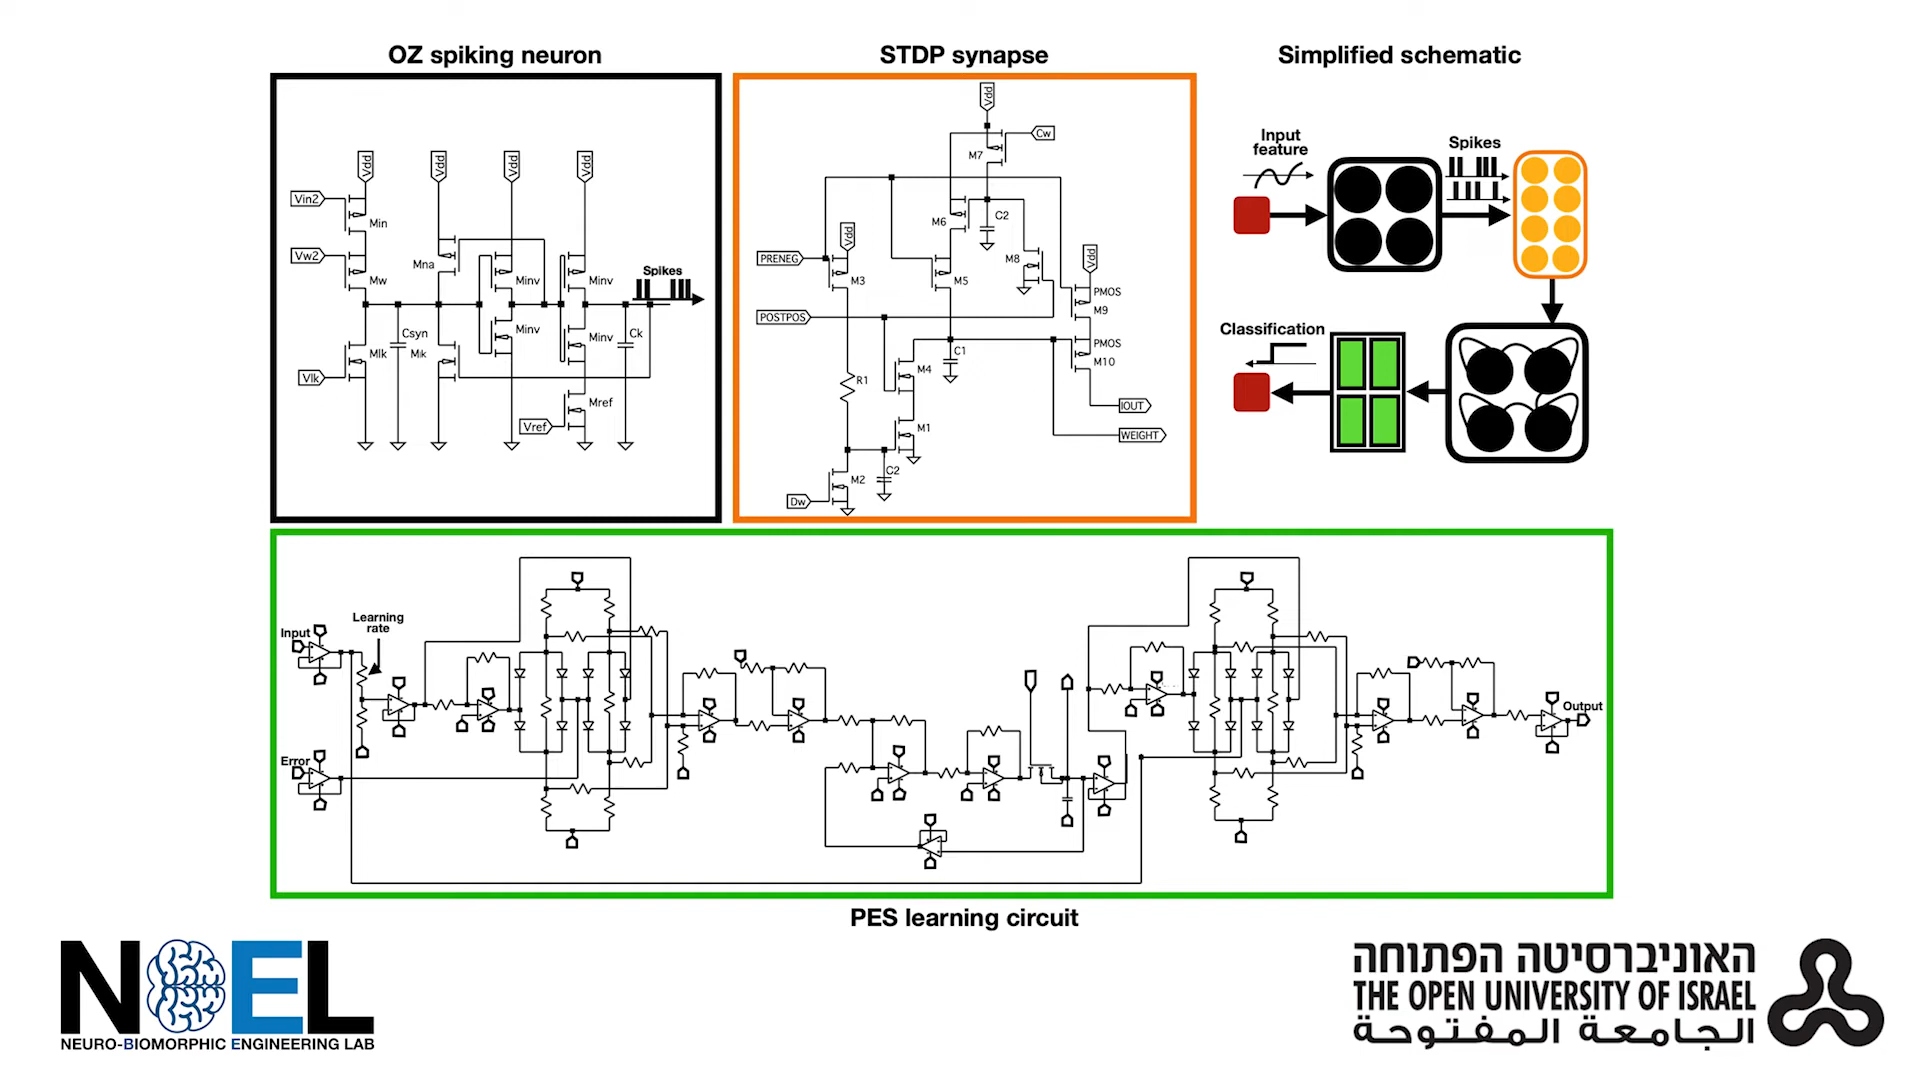 OZ spiking neuron
Vdd
Vdd
Vdd
Vdd
Vin2
Min
Vw2
Mw
Mna
Minv
Minv
Spikes
Csyn
Minv
Minv
Ck
Mlk
Mlk
Vlk
Mref
Vref
STDP synapse
Vdd
Cw
M7
M6
C2
Vdd
PRENEG
M3
M5
M8
Vdd
PMOS
M9
POSTPOS
PMOS
M10
C1
M4
R1
IOUT
M1
WEIGHT
M2
C2
Dw
Simplified schematic
Input
feature
Spikes
Classification
Input
Learning
rate
Error
Output
PES learning circuit
NOEL
NEURO-BIOMORPHIC ENGINEERING LAB
האוניברסיטה הפתוחה
THE OPEN UNIVERSITY OF ISRAEL
الجامعة المفتوحة